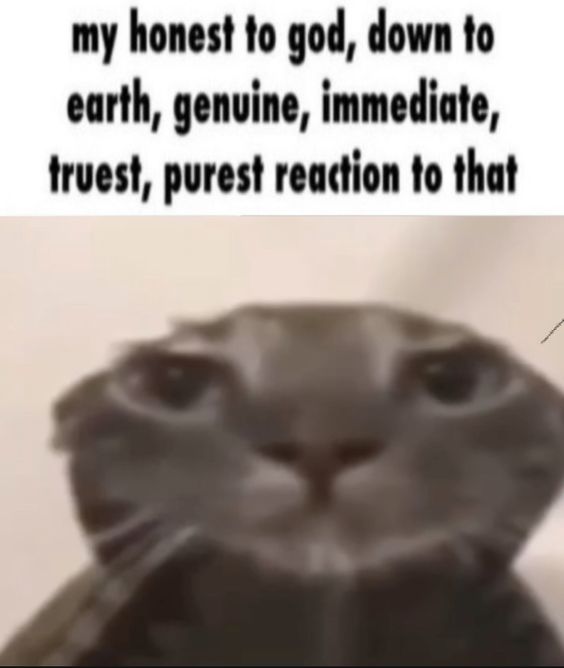 my honest to god, down to
earth, genuine, immediate,
truest, purest reaction to that